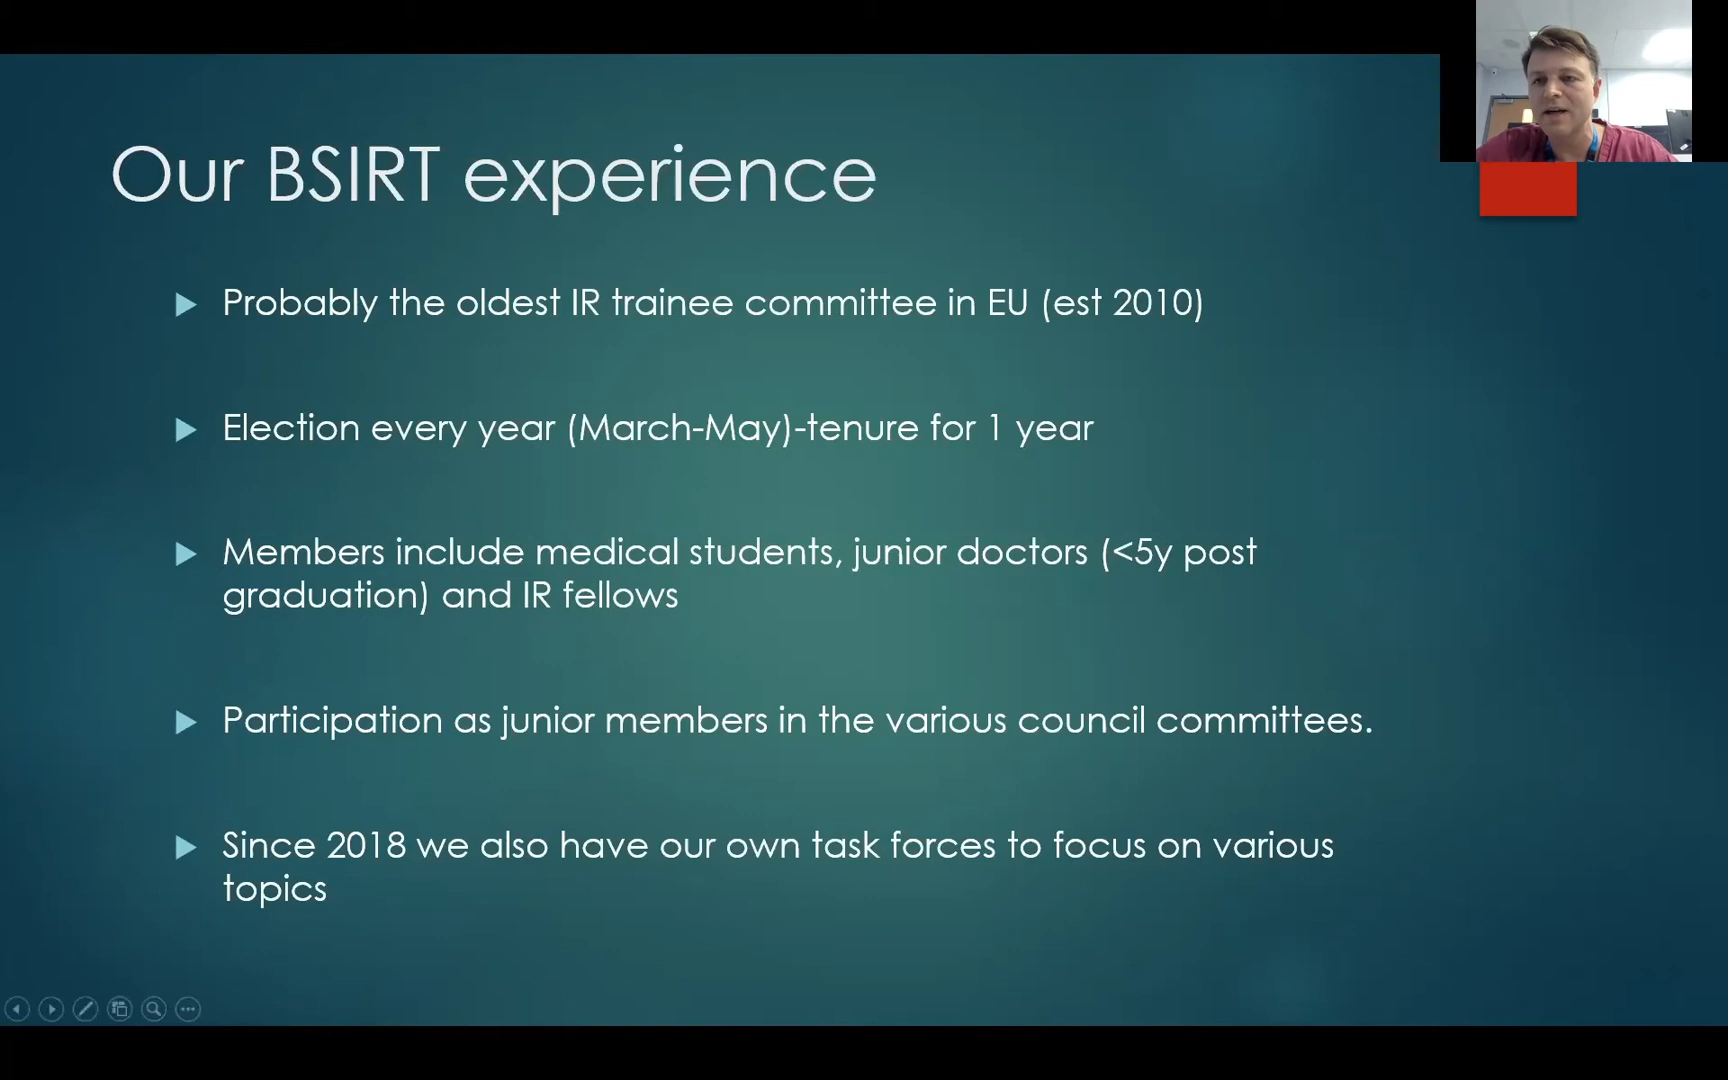 Our BSIRT experience
Probably the oldest IR trainee committee in EU (est 2010)
Election every year (March-May)-tenure for 1 year
Members include medical students, junior doctors (<5y post
graduation) and IR fellows
Participation as junior members in the various council committees.
Since 2018 we also have our own task forces to focus on various
topics